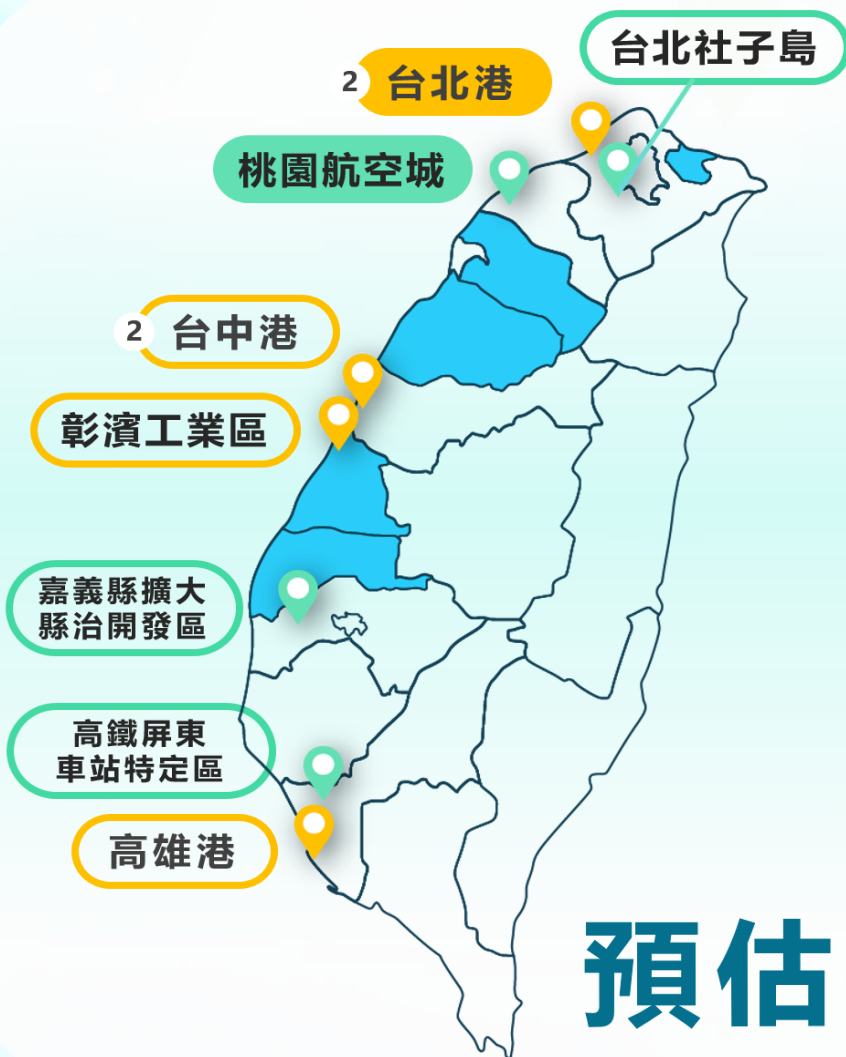 台北社子島
2 台北港
桃園航空城
2 台中港
彰濱工業區
嘉義縣擴大
縣治開發區
高鐵屏東
車站特定區
高雄港
預估